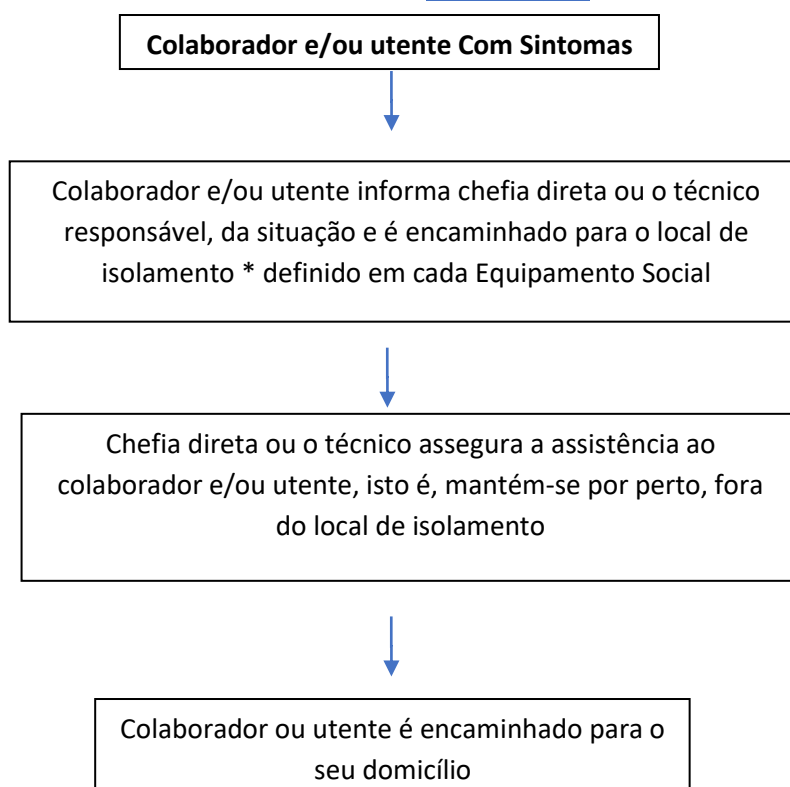 Colaborador e/ou utente Com Sintomas
Colaborador e/ou utente informa chefia direta ou o técnico
responsável, da situação e é encaminhado para o local de
isolamento * definido em cada Equipamento Social
Chefia direta ou o técnico assegura a assistência ao
colaborador e/ou utente, isto é, mantém-se por perto, fora
do local de isolamento
Colaborador ou utente é encaminhado para o
seu domicílio